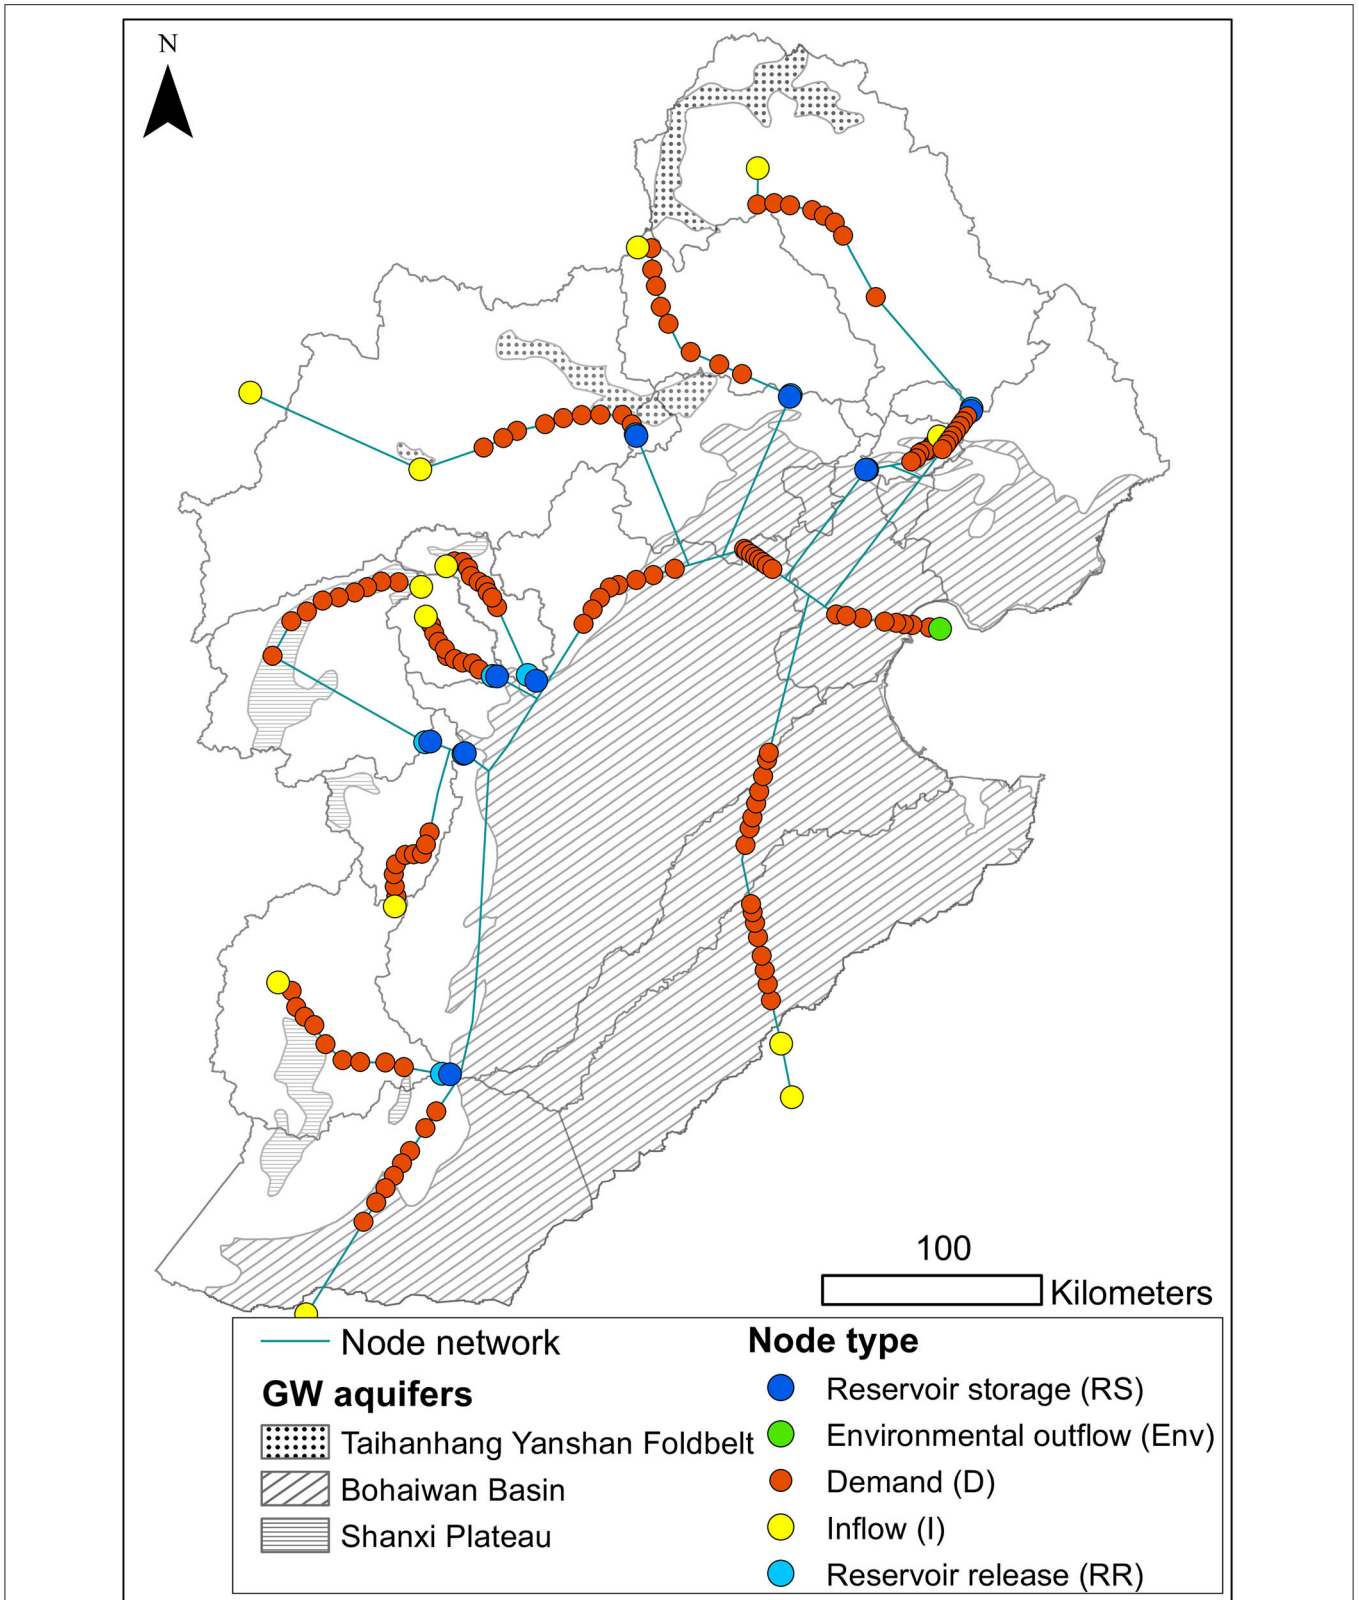 N
100
Kilometers
Node network
GW aquifers
Taihanhang Yanshan Foldbelt
Bohaiwan Basin
Shanxi Plateau
Node type
Reservoir storage (RS)
Environmental outflow (Env)
Demand (D)
Inflow (I)
Reservoir release (RR)